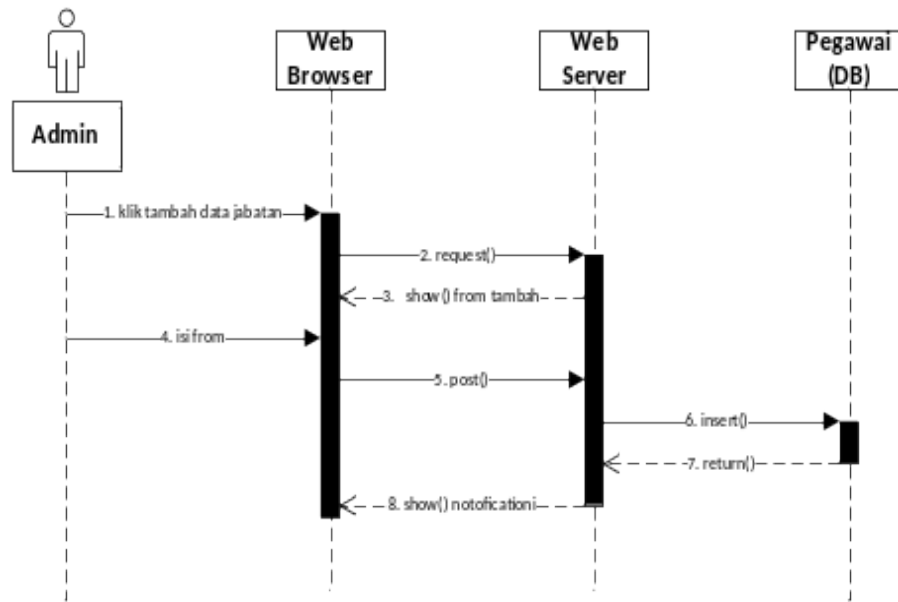 Web
Browser
Web
Server
Pegawai
(DB)
Admin
1. klik tambah data jabatan
2. request()
3. show() from tambah
4. isi from
5. post()
6. insert()
7. return()
8. show() notoficationi